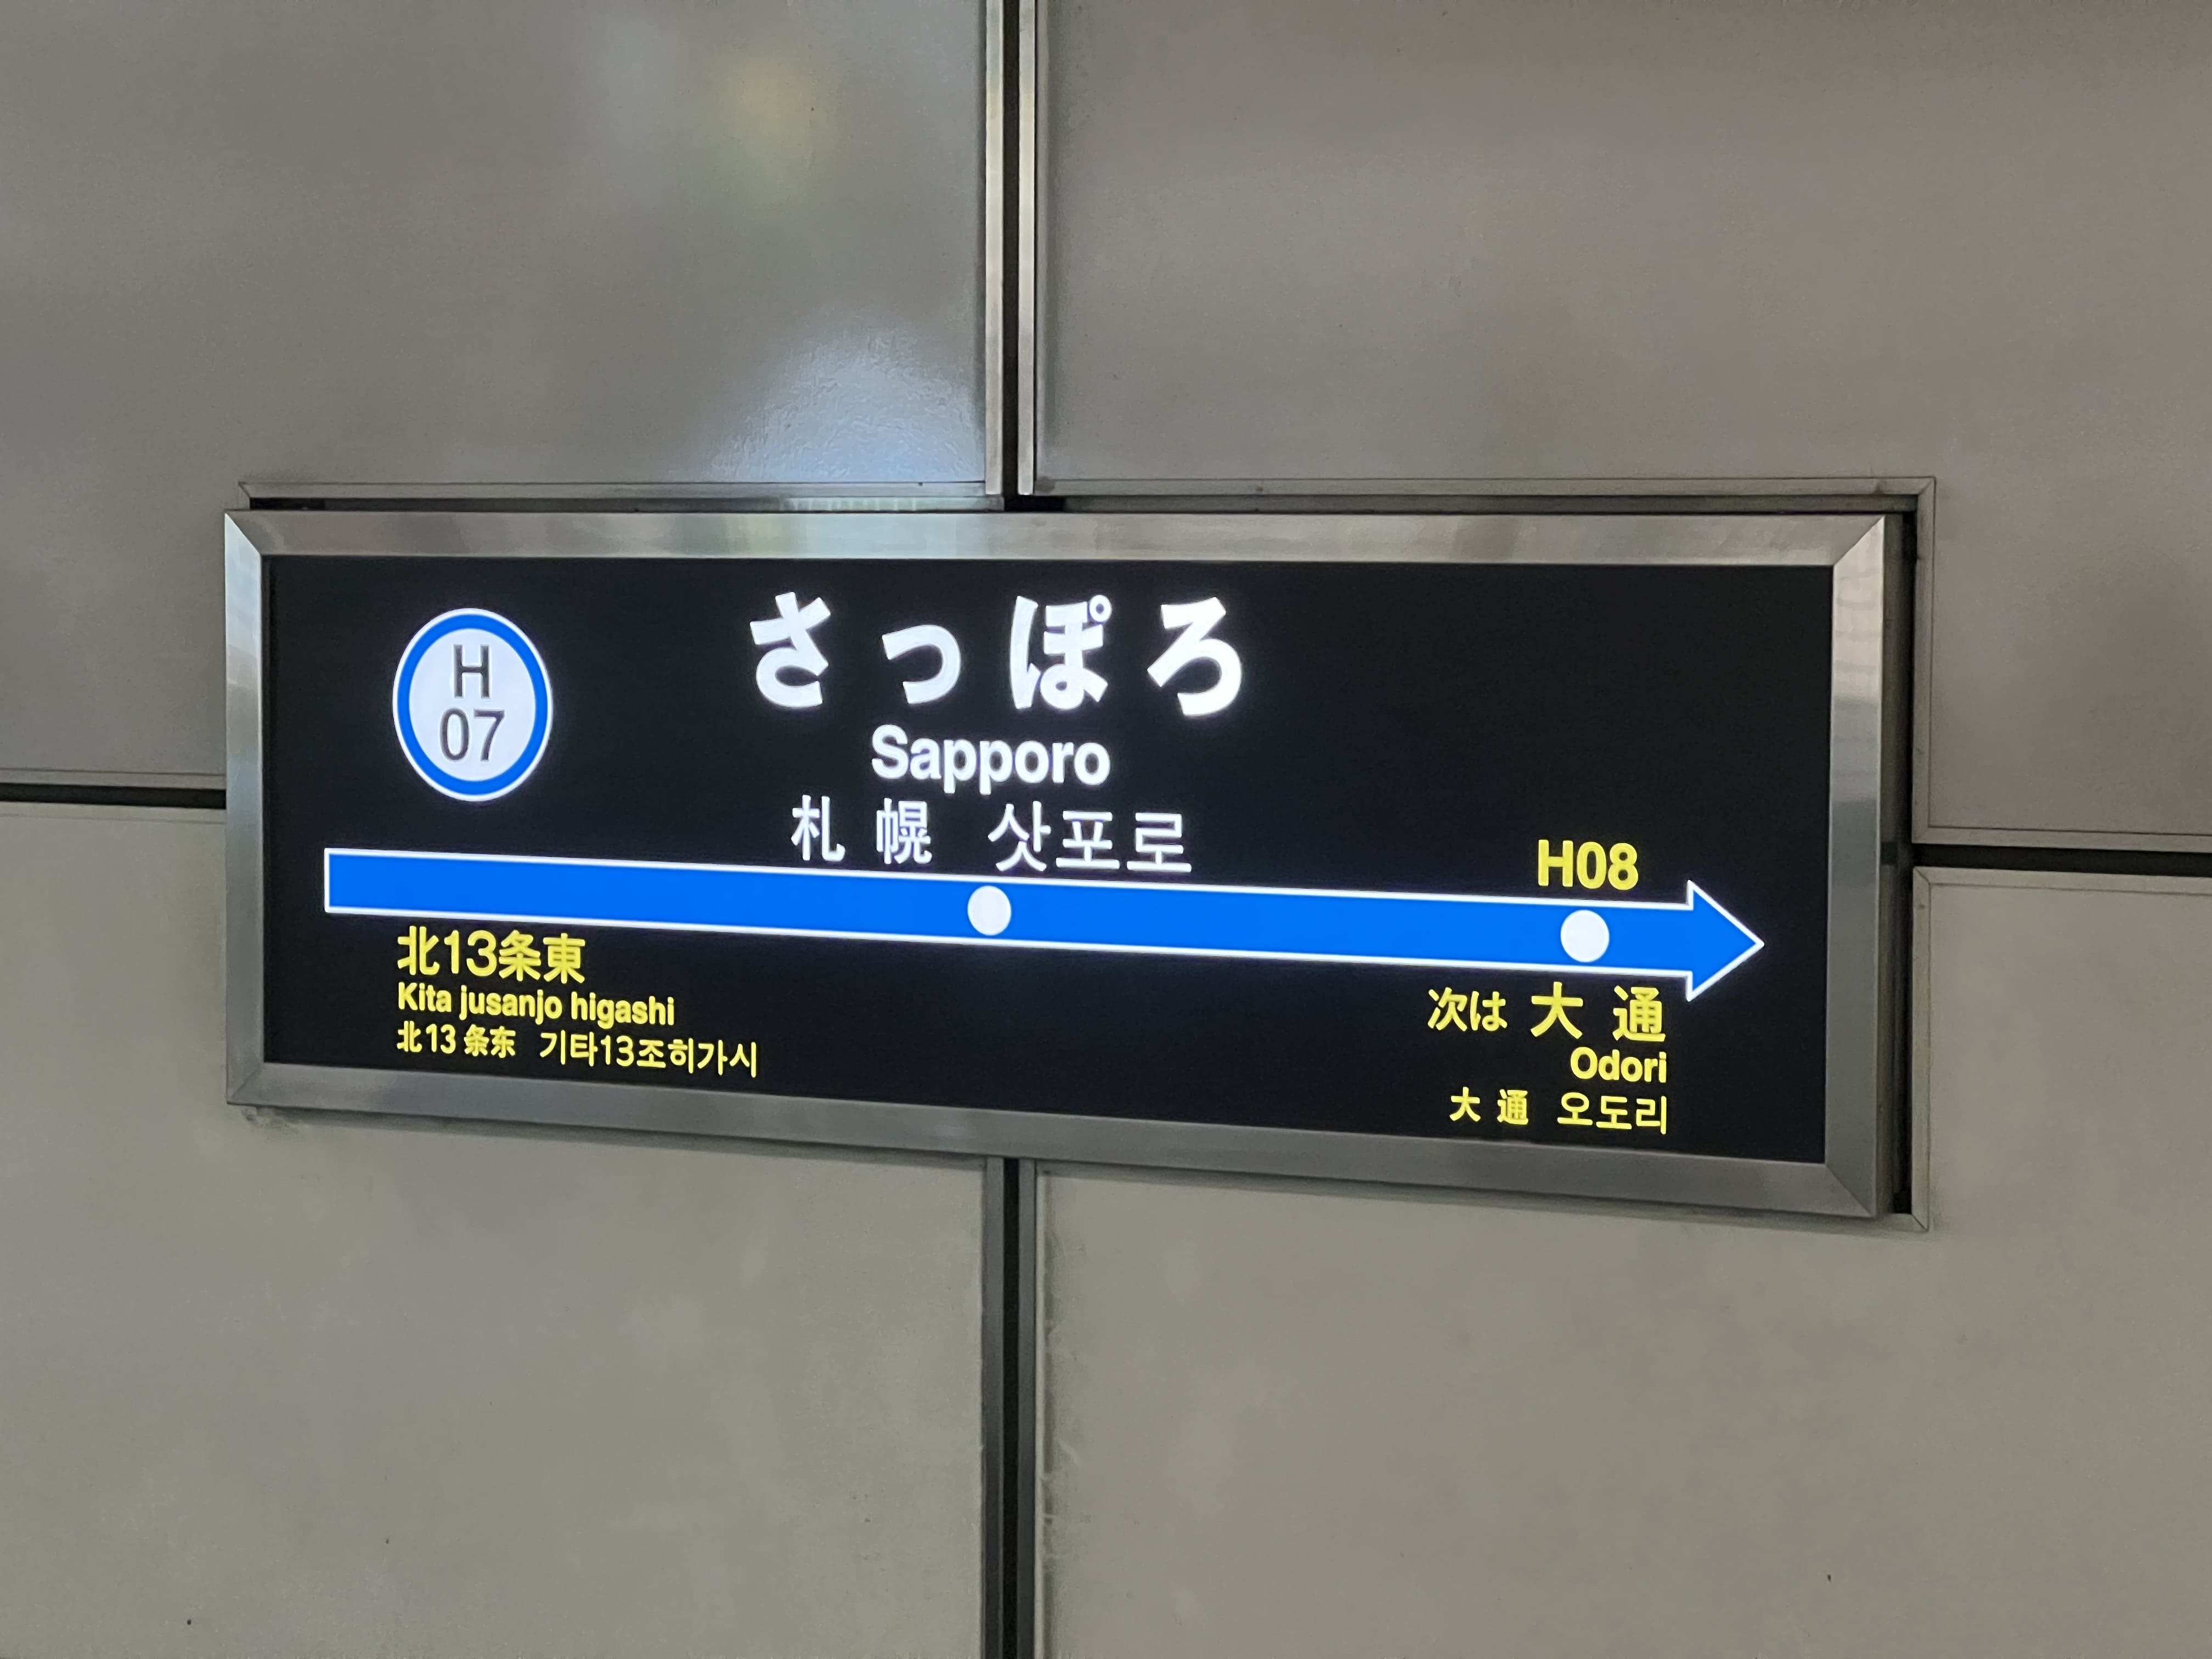 H
07
さっぽろ
Sapporo
札幌 삿포로
H08
北13条東
Kita jusanjo higashi
北13条东 기타13조히가시
次は 大通
Odori
大通 오도리